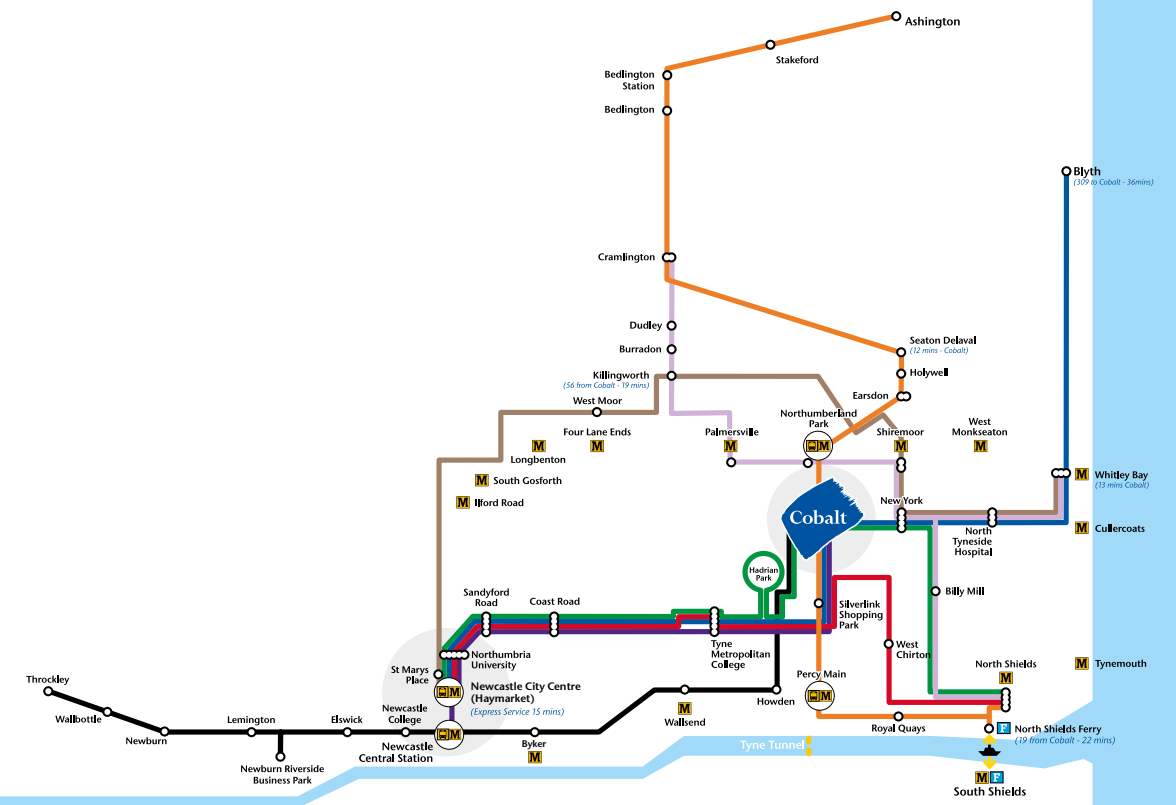 Ashington
Stakeford
Bedlington
Station
Bedlington
Blyth
(309 to Cobalt - 36mins)
Cramlington
Dudley
Burradon
Seaton Delaval
(12 mins - Cobalt)
Killingworth
(56 from Cobalt - 19 mins)
Holywell
Earsdon
West Moor
Northumberland
Park
Four Lane Ends
M
Palmersville
M
M
Shiremoor
M
West
Monkseaton
M
M
Longbenton
M
South Gosforth
M
Ilford Road
M
Whitley Bay
(13 mins Cobalt)
New York
Cobalt
M
Cullercoats
North
Tyneside
Hospital
Hadrian
Park
Sandyford
Road
Coast Road
Billy Mill
Silverlink
Shopping
Park
Tyne
Metropolitan
College
West
Chirton
Northumbria
University
St Marys
Place
M
Tynemouth
North Shields
M
Percy Main
M
Throckley
M
Newcastle City Centre
(Haymarket)
(Express Service 15 mins)
Wallbottle
Newburn
Lemington
Elswick
Newcastle
College
M
Newcastle
Central Station
Howden
M
Wallsend
Royal Quays
F
North Shields Ferry
(19 from Cobalt - 22 mins)
Byker
M
Tyne Tunnel
Newburn Riverside
Business Park
M
F
South Shields